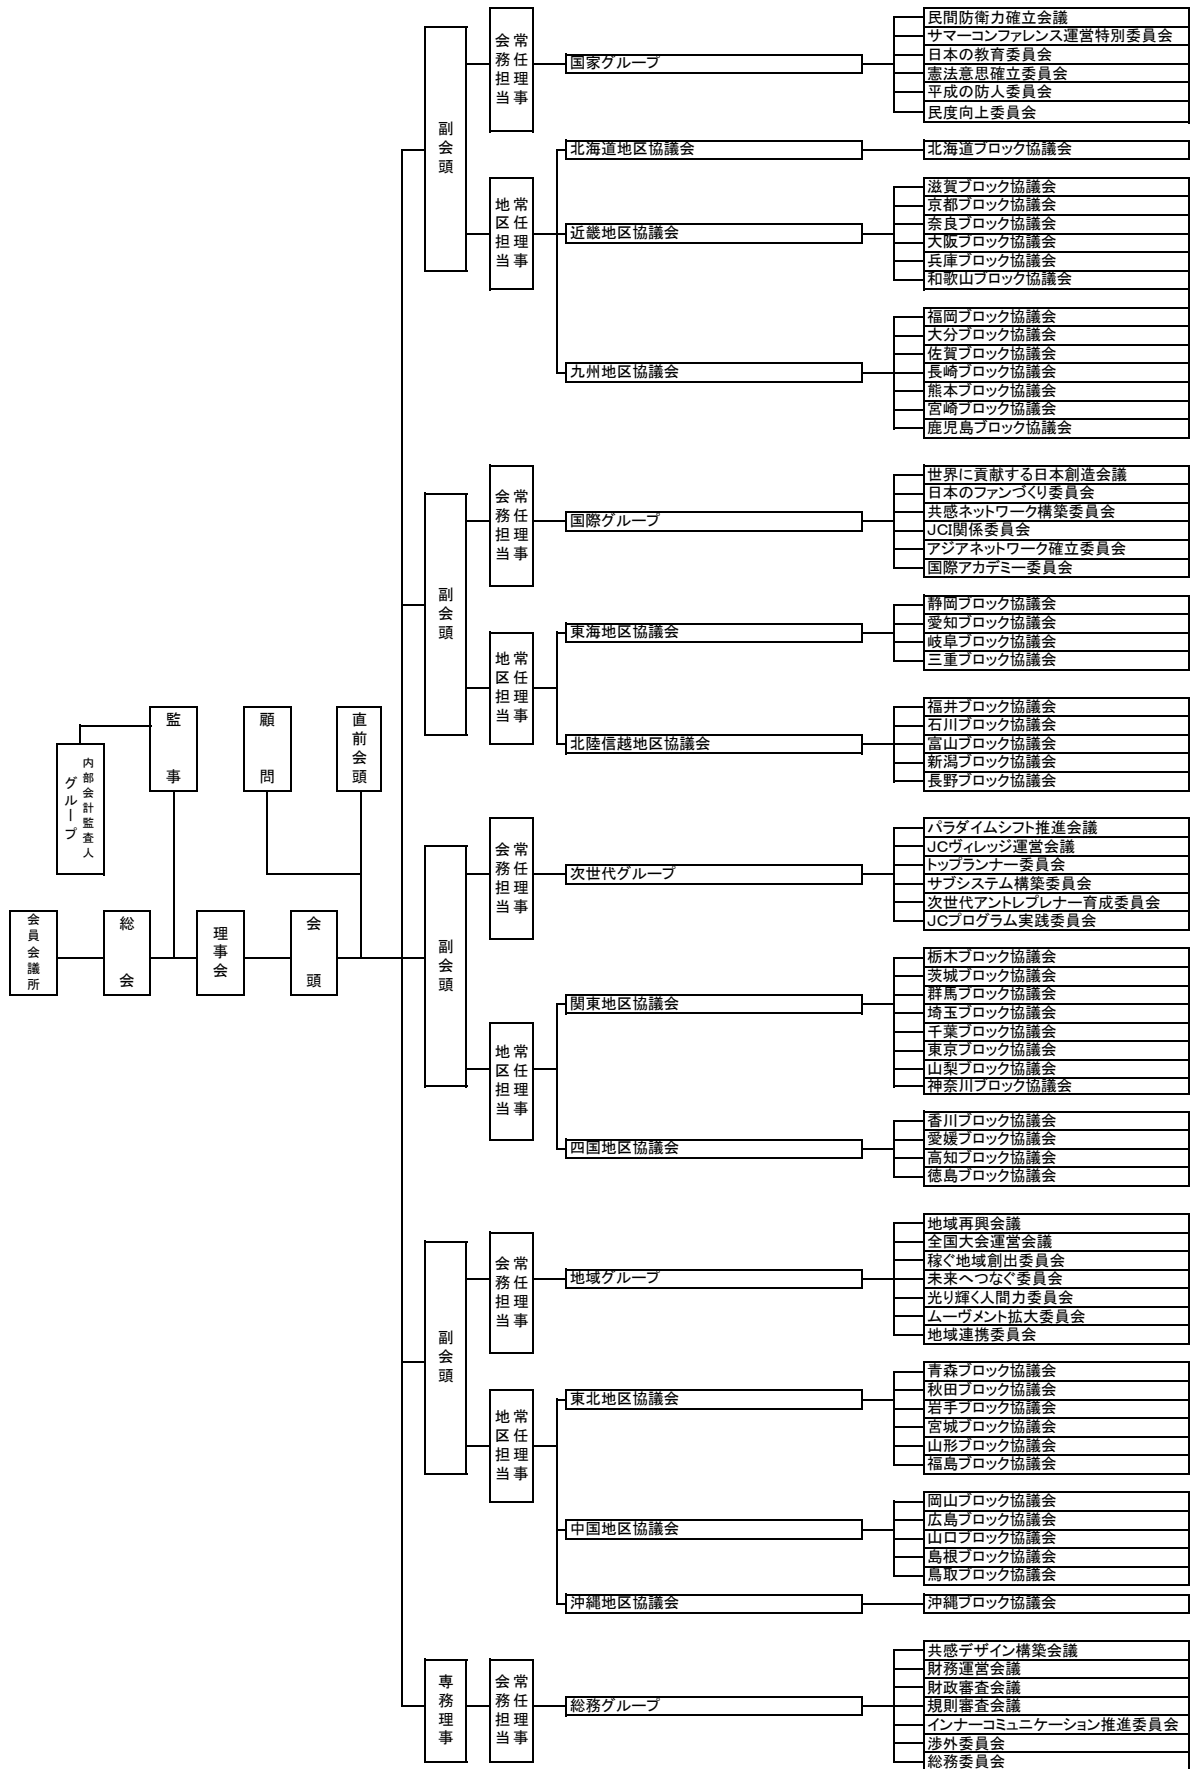 会員会議所
総会
理事会
会頭
監事
内部会計監査人
グループ
顧問
直前会頭
副会頭
常任理事
会務担当
国家グループ
民間防衛力確立会議
サマーコンファレンス運営特別委員会
日本の教育委員会
憲法意思確立委員会
平成の防人委員会
民度向上委員会
常任理事
地区担当
北海道地区協議会
北海道ブロック協議会
近畿地区協議会
滋賀ブロック協議会
京都ブロック協議会
奈良ブロック協議会
大阪ブロック協議会
兵庫ブロック協議会
和歌山ブロック協議会
九州地区協議会
福岡ブロック協議会
大分ブロック協議会
佐賀ブロック協議会
長崎ブロック協議会
熊本ブロック協議会
宮崎ブロック協議会
鹿児島ブロック協議会
副会頭
常任理事
会務担当
国際グループ
世界に貢献する日本創造会議
日本のファンづくり委員会
共感ネットワーク構築委員会
JCI関係委員会
アジアネットワーク確立委員会
国際アカデミー委員会
常任理事
地区担当
東海地区協議会
静岡ブロック協議会
愛知ブロック協議会
岐阜ブロック協議会
三重ブロック協議会
北陸信越地区協議会
福井ブロック協議会
石川ブロック協議会
富山ブロック協議会
新潟ブロック協議会
長野ブロック協議会
副会頭
常任理事
会務担当
次世代グループ
パラダイムシフト推進会議
JCヴィレッジ運営会議
トップランナー委員会
サブシステム構築委員会
次世代アントレプレナー育成委員会
JCプログラム実践委員会
常任理事
地区担当
関東地区協議会
栃木ブロック協議会
茨城ブロック協議会
群馬ブロック協議会
埼玉ブロック協議会
千葉ブロック協議会
東京ブロック協議会
山梨ブロック協議会
神奈川ブロック協議会
四国地区協議会
香川ブロック協議会
愛媛ブロック協議会
高知ブロック協議会
徳島ブロック協議会
副会頭
常任理事
会務担当
地域グループ
地域再興会議
全国大会運営会議
稼ぐ地域創出委員会
未来へつなぐ委員会
光り輝く人間力委員会
ムーヴメント拡大委員会
地域連携委員会
常任理事
地区担当
東北地区協議会
青森ブロック協議会
秋田ブロック協議会
岩手ブロック協議会
宮城ブロック協議会
山形ブロック協議会
福島ブロック協議会
中国地区協議会
岡山ブロック協議会
広島ブロック協議会
山口ブロック協議会
島根ブロック協議会
鳥取ブロック協議会
沖縄地区協議会
沖縄ブロック協議会
専務理事
常任理事
会務担当
総務グループ
共感デザイン構築会議
財務運営会議
財政審査会議
規則審査会議
インナーコミュニケーション推進委員会
渉外委員会
総務委員会